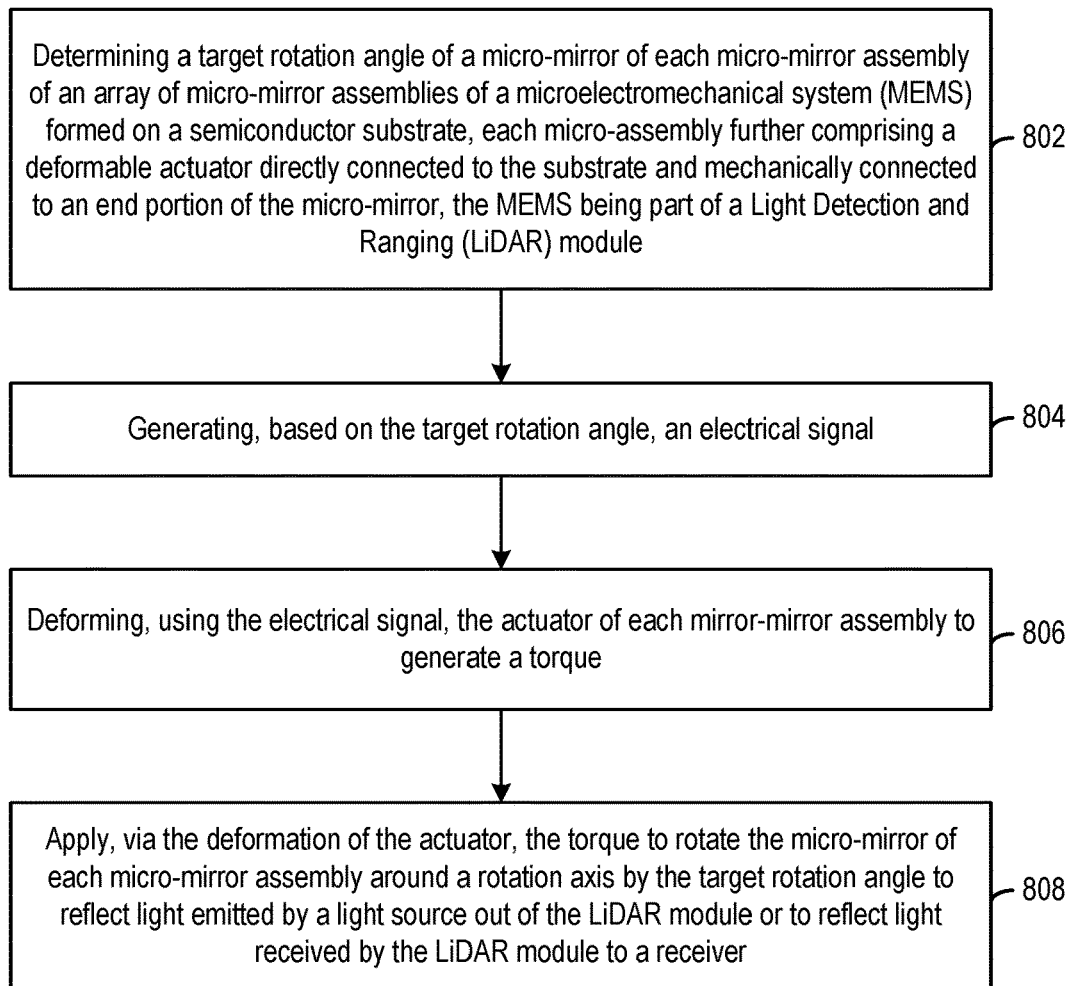 Determining a target rotation angle of a micro-mirror of each micro-mirror assembly
of an array of micro-mirror assemblies of a microelectromechanical system (MEMS)
formed on a semiconductor substrate, each micro-assembly further comprising a
deformable actuator directly connected to the substrate and mechanically connected
to an end portion of the micro-mirror, the MEMS being part of a Light Detection and
Ranging (LiDAR) module
802
Generating, based on the target rotation angle, an electrical signal
804
Deforming, using the electrical signal, the actuator of each mirror-mirror assembly to
generate a torque
806
Apply, via the deformation of the actuator, the torque to rotate the micro-mirror of
each micro-mirror assembly around a rotation axis by the target rotation angle to
reflect light emitted by a light source out of the LiDAR module or to reflect light
received by the LiDAR module to a receiver
808